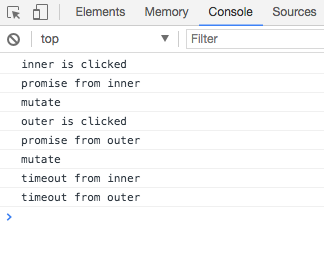 Elements Memory Console Sources
top Filter
inner is clicked
promise from inner
mutate
outer is clicked
promise from outer
mutate
timeout from inner
timeout from outer